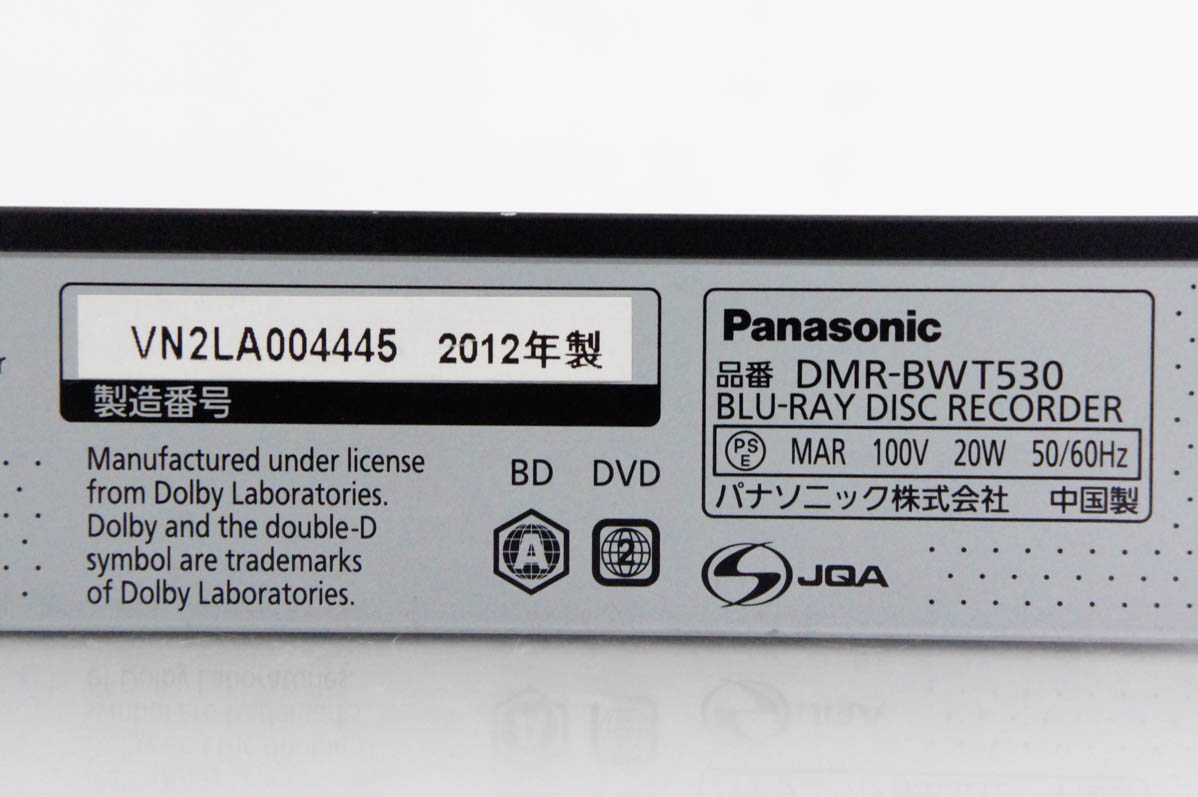 VN2LA004445 2012年製
製造番号
Manufactured under license
from Dolby Laboratories.
Dolby and the double-D
symbol are trademarks
of Dolby Laboratories.
BD DVD
A 2
Panasonic
品番 DMR-BWT530
BLU-RAY DISC RECORDER
PS E MAR 100V 20W 50/60Hz
パナソニック株式会社 中国製
JQA